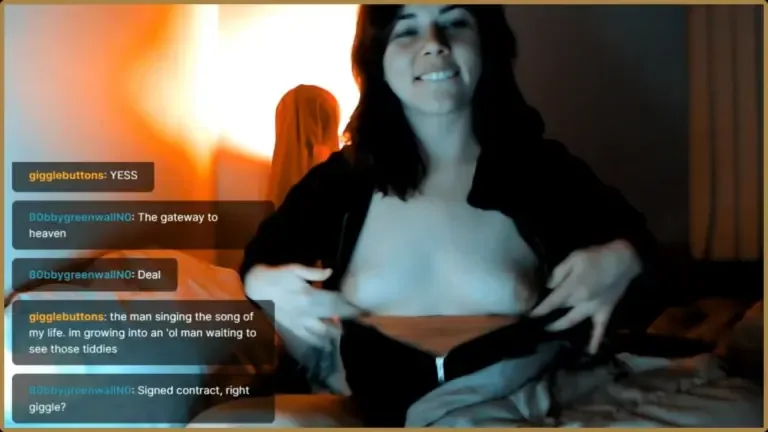 gigglebuttons: YESS
B0bbygreenwallN0: The gateway to
heaven
B0bbygreenwallN0: Deal
gigglebuttons: the man singing the song of
my life. im growing into an 'ol man waiting to
see those tiddies
B0bbygreenwallN0: Signed contract, right
giggle?